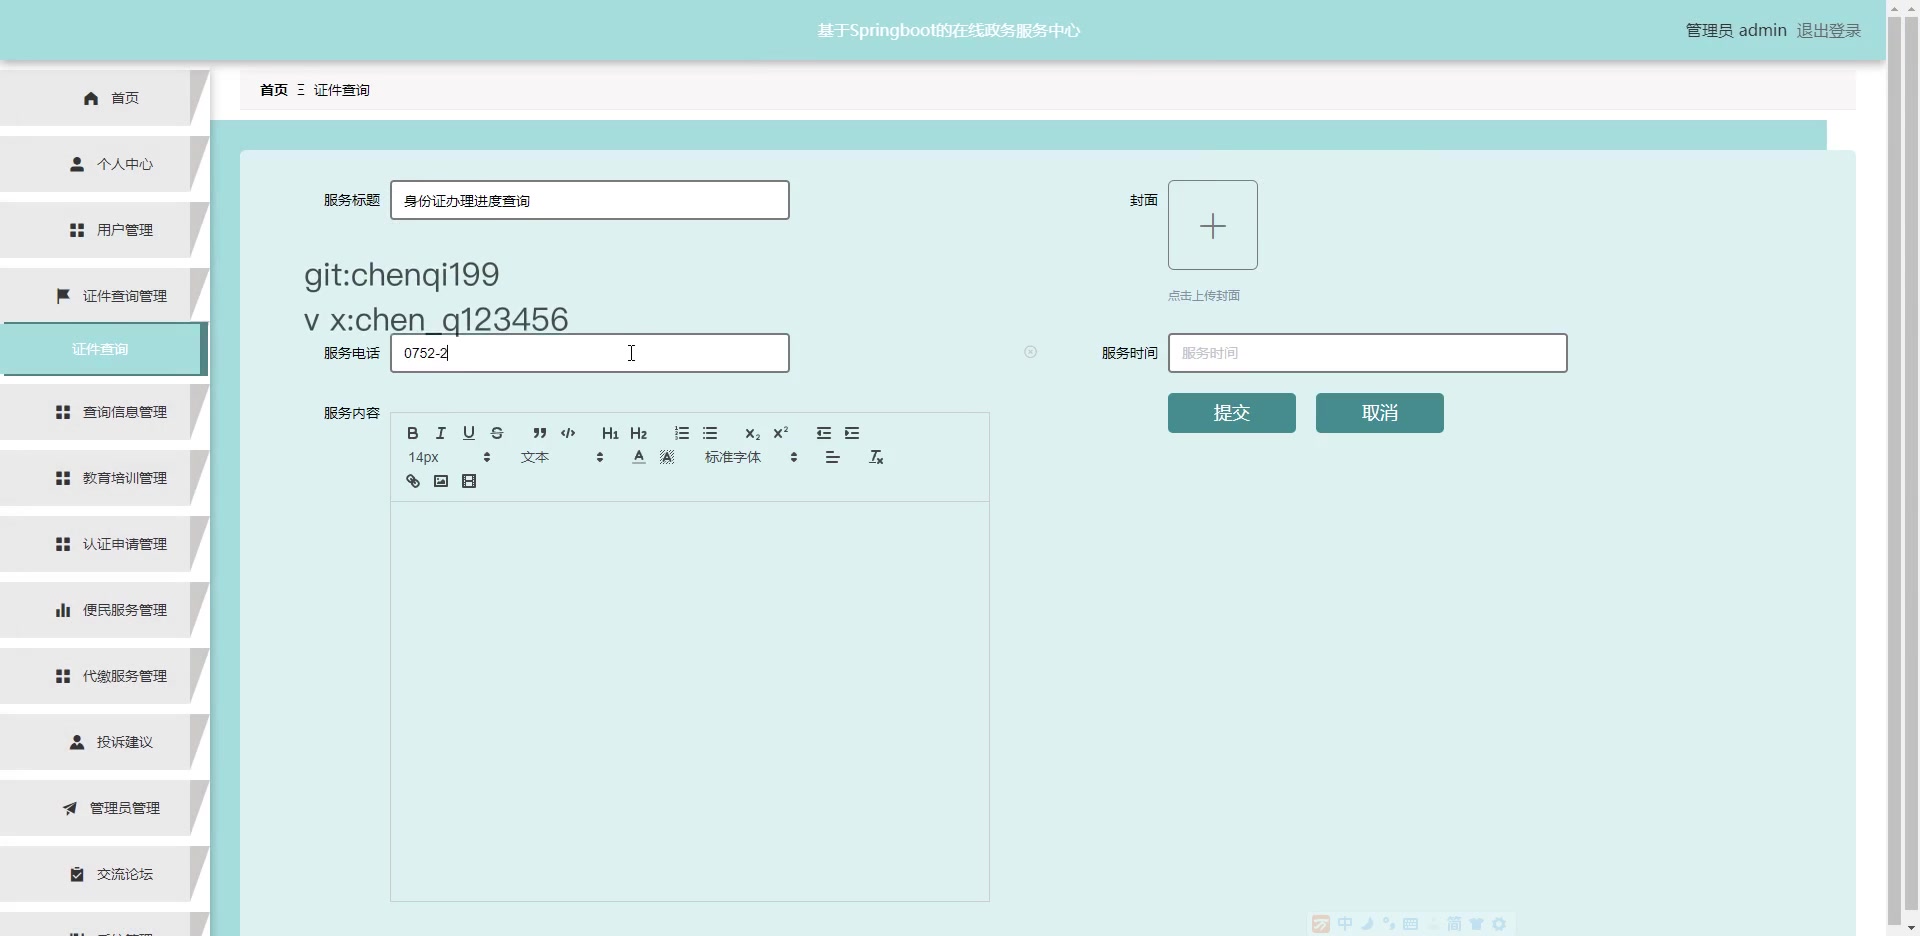 基于Springboot的在线政务服务中心
管理员 admin 退出登录
首页
个人中心
用户管理
证件查询管理
证件查询
查询信息管理
教育培训管理
认证申请管理
便民服务管理
代缴服务管理
投诉建议
管理员管理
交流论坛
首页 Ξ 证件查询
服务标题 身份证办理进度查询
封面
点击上传封面
git:chenqi199
v x:chen_q123456
服务电话 0752-2
服务时间 服务时间
提交 取消
服务内容
B I U S H1 H2 X2 X2
14px 文本 A A 标准字体 Tx
中 简